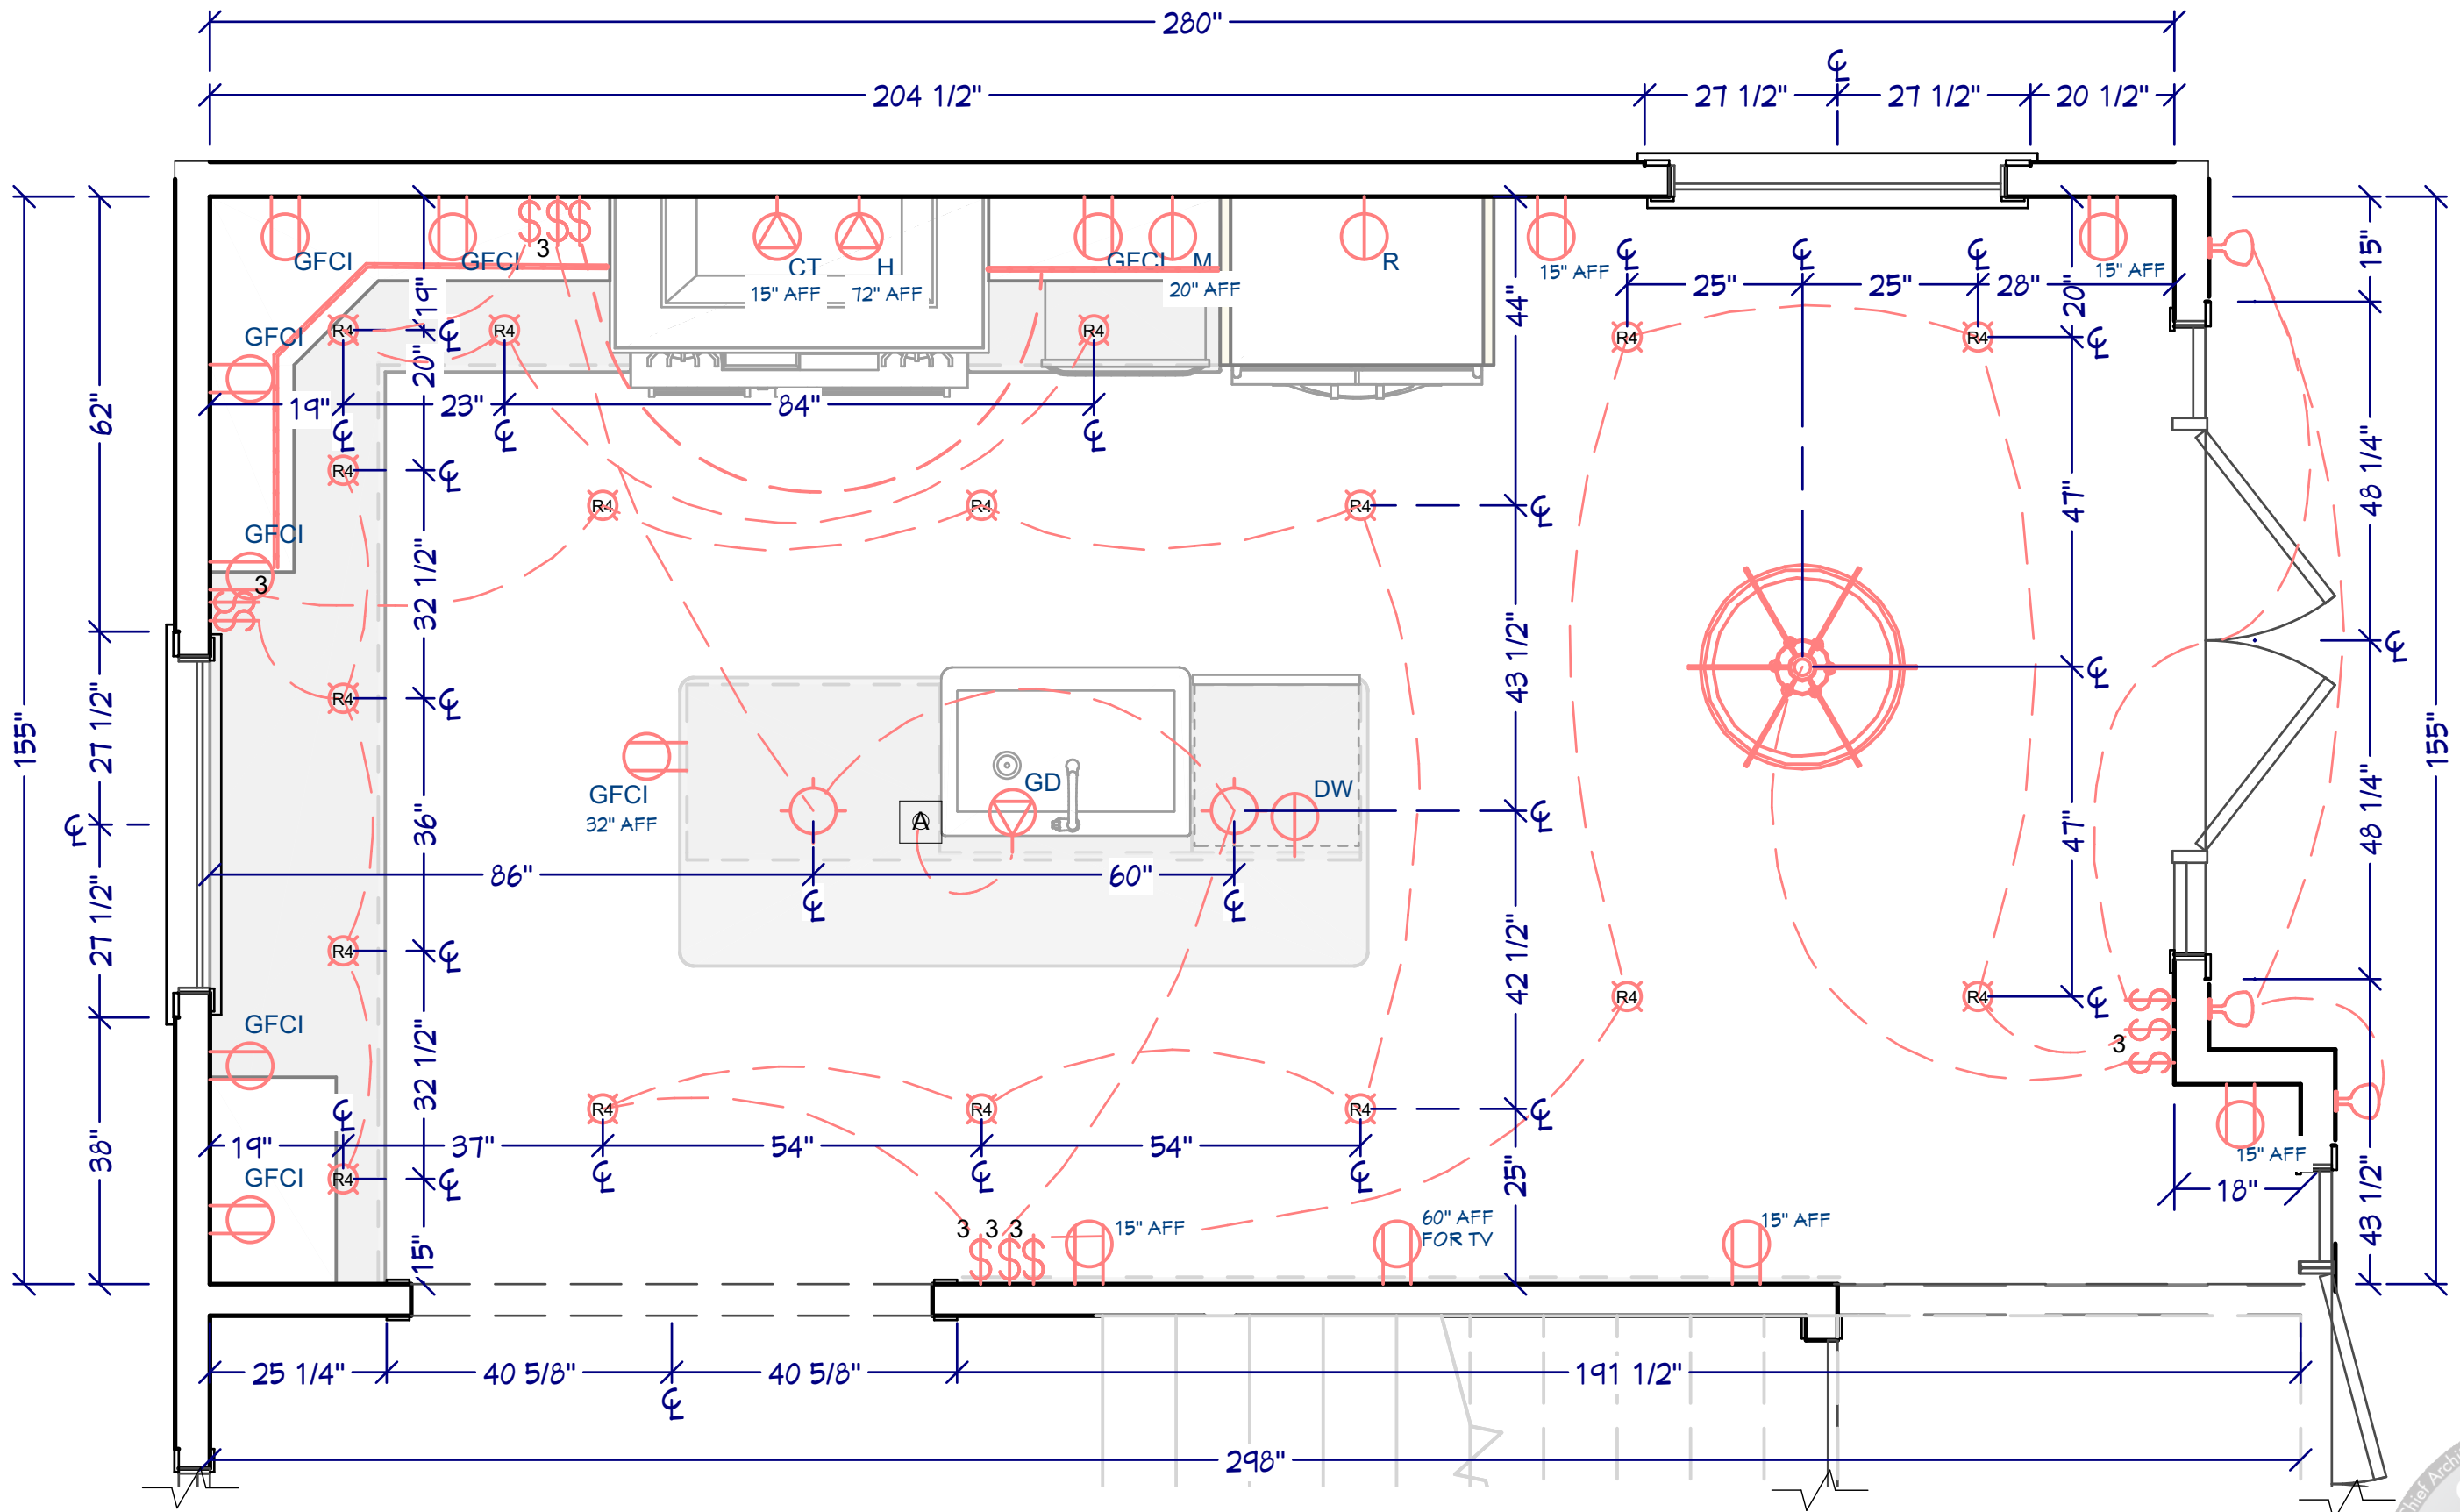 280"
204 1/2" 27 1/2" 27 1/2" 20 1/2"
℄
GFCI GFCI $ $ $ 3
CT H GFCI M R
15" AFF 72" AFF 20" AFF 15" AFF 15" AFF
℄ ℄ ℄
25" 25" 28"
GFCI
R4 R4 R4 R4 R4
19" 20" 44" 20" 15"
℄ ℄
19" 23" 84"
℄ ℄ ℄
62"
R4 ℄
48 1/4"
R4 R4 R4 ℄
47"
GFCI
3
$ $
32 1/2" 43 1/2"
℄
R4 ℄ ℄
155" 27 1/2" 155"
GD DW
GFCI
32" AFF
A
℄ 36" ℄
47" 48 1/4"
86" 60"
℄ ℄
27 1/2" 42 1/2"
R4 ℄
R4 R4 ℄
$ $ $ 3
GFCI
32 1/2"
R4 R4 R4 ℄
℄
19" 37" 54" 54"
℄ ℄ ℄
38" 25"
15" AFF
GFCI R4 ℄
18" 43 1/2"
3 3 3
$ $ $
15" AFF 60" AFF 15" AFF
FOR TV
15"
25 1/4" 40 5/8" 40 5/8" 191 1/2"
℄
298"
Chief Archi